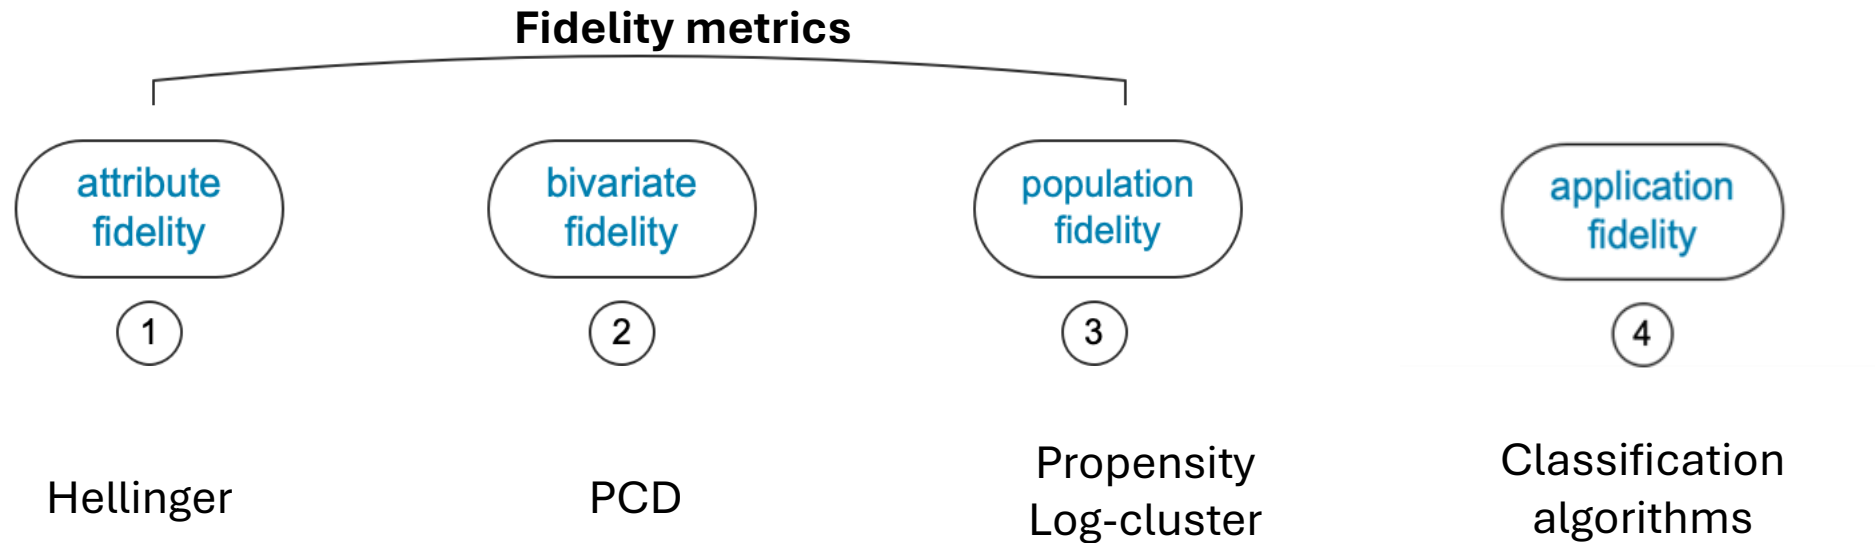 Fidelity metrics
attribute
fidelity
bivariate
fidelity
population
fidelity
application
fidelity
1
2
3
4
Hellinger
PCD
Propensity
Log-cluster
Classification
algorithms